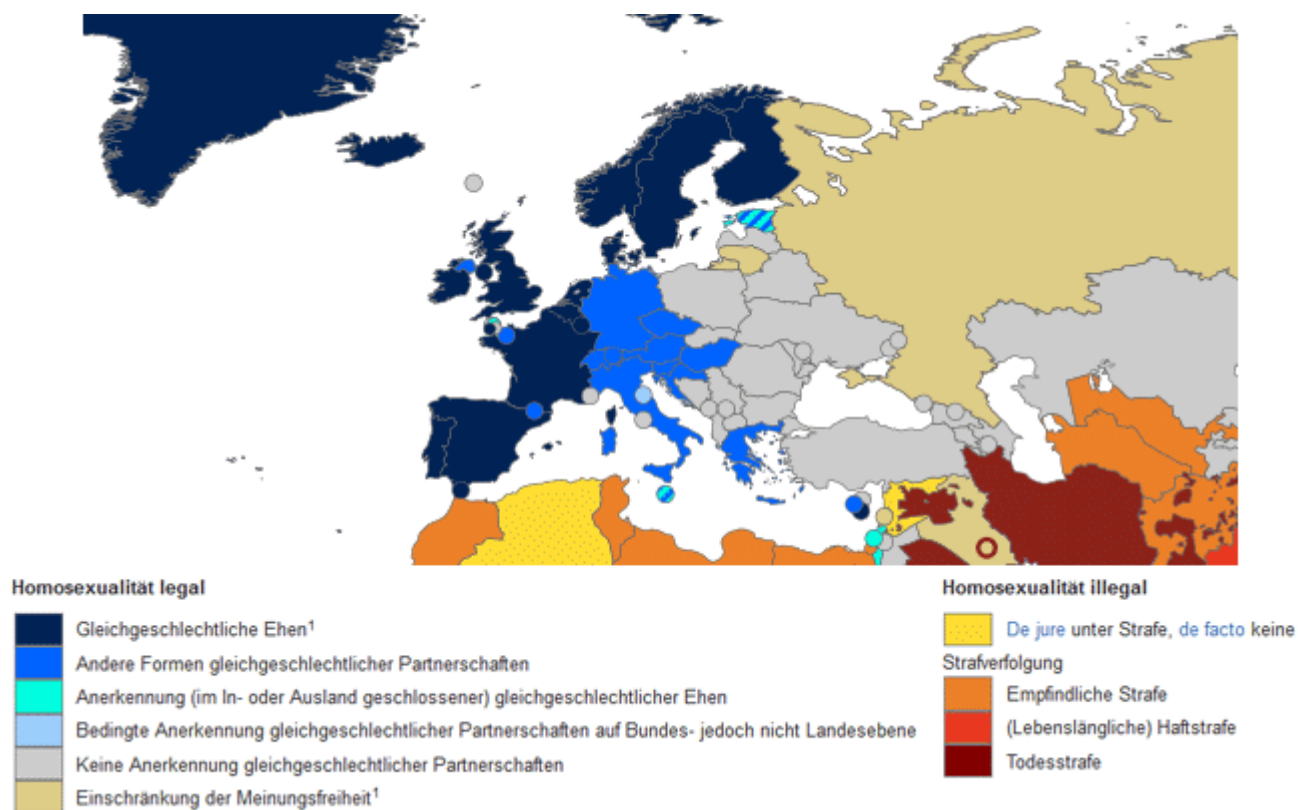 Homosexualität legal
Gleichgeschlechtliche Ehen¹
Andere Formen gleichgeschlechtlicher Partnerschaften
Anerkennung (im In- oder Ausland geschlossener) gleichgeschlechtlicher Ehen
Bedingte Anerkennung gleichgeschlechtlicher Partnerschaften auf Bundes- jedoch nicht Landesebene
Keine Anerkennung gleichgeschlechtlicher Partnerschaften
Einschränkung der Meinungsfreiheit¹
Homosexualität illegal
De jure unter Strafe, de facto keine
Strafverfolgung
Empfindliche Strafe
(Lebenslängliche) Haftstrafe
Todesstrafe